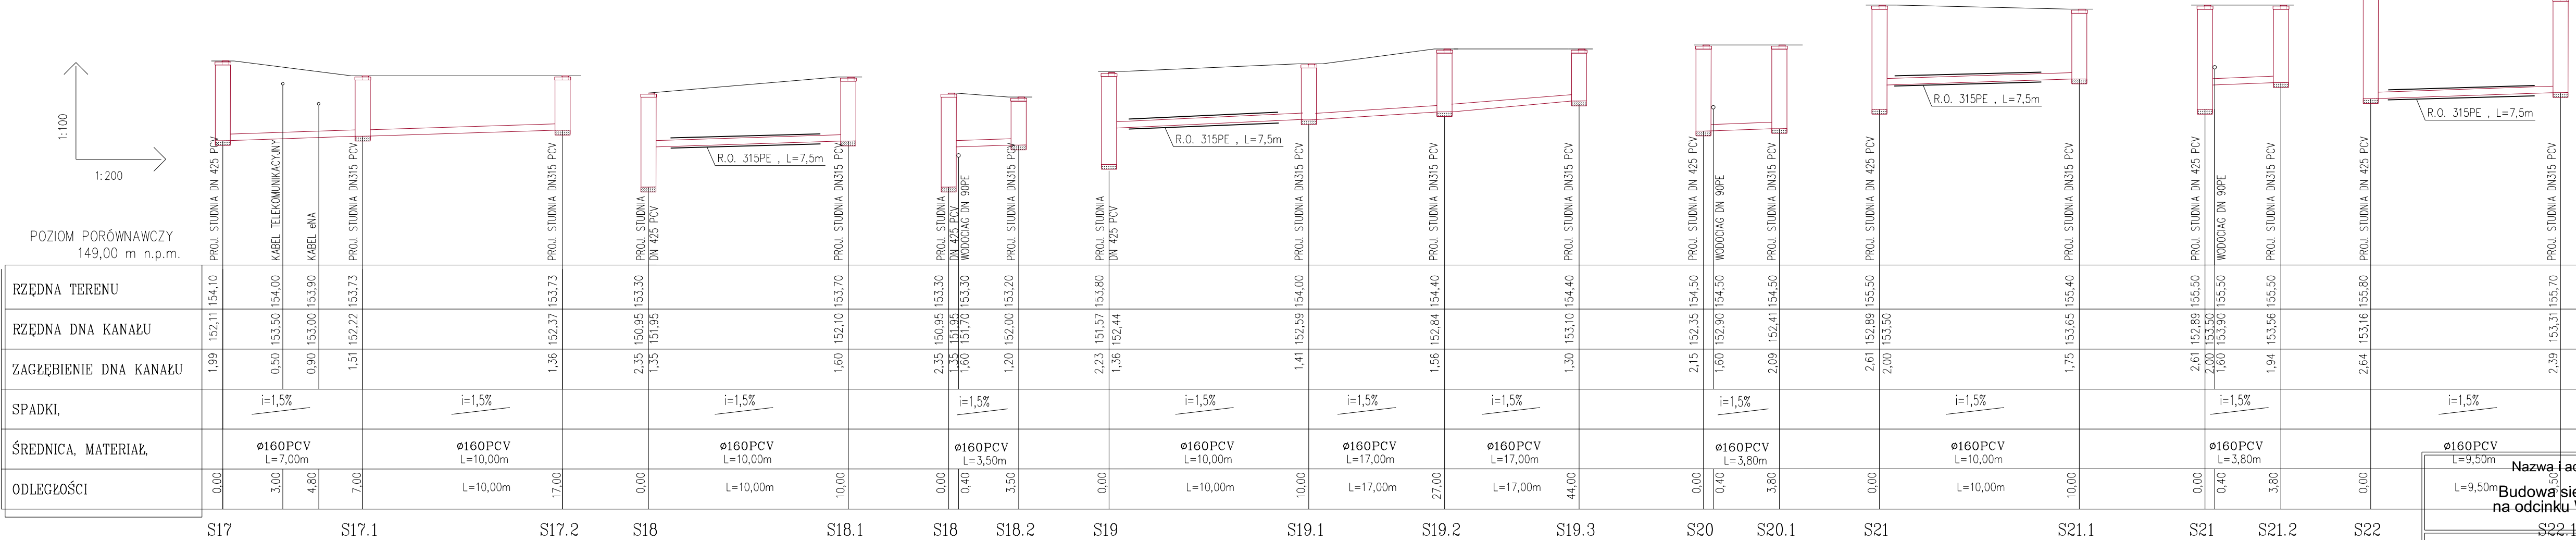 1:100
1:200
POZIOM PORÓWNAWCZY
149,00 m n.p.m.
PROJ. STUDNIA DN 425 PCV
KABEL TELEKOMUNIKACYJNY
KABEL eNA
PROJ. STUDNIA DN315 PCV
PROJ. STUDNIA DN315 PCV
PROJ. STUDNIA
DN 425 PCV
R.O. 315PE , L=7,5m
PROJ. STUDNIA DN315 PCV
PROJ. STUDNIA
DN 425 PCV
WODOCIAG DN 90PE
PROJ. STUDNIA DN315 PCV
PROJ. STUDNIA
DN 425 PCV
R.O. 315PE , L=7,5m
PROJ. STUDNIA DN315 PCV
PROJ. STUDNIA DN315 PCV
PROJ. STUDNIA DN315 PCV
PROJ. STUDNIA DN 425 PCV
WODOCIAG DN 90PE
PROJ. STUDNIA DN315 PCV
PROJ. STUDNIA DN 425 PCV
R.O. 315PE , L=7,5m
PROJ. STUDNIA DN315 PCV
PROJ. STUDNIA DN 425 PCV
WODOCIAG DN 90PE
PROJ. STUDNIA DN315 PCV
PROJ. STUDNIA DN 425 PCV
R.O. 315PE , L=7,5m
PROJ. STUDNIA DN315 PCV
RZĘDNA TERENU 154,10 154,00 153,90 153,73 153,73 153,30 153,70 153,30 153,30 153,20 153,80 154,00 154,40 154,40 154,50 154,50 154,50 155,50 155,40 155,50 155,50 155,50 155,80 155,70
RZĘDNA DNA KANAŁU 152,11 153,50 153,00 152,22 152,37 150,95 151,95 152,10 150,95 151,95 151,70 152,00 151,57 152,44 152,59 152,84 153,10 152,35 152,90 152,41 152,89 153,50 153,65 152,89 153,50 153,90 153,56 153,16 153,31
ZAGŁĘBIENIE DNA KANAŁU 1,99 0,50 0,90 1,51 1,36 2,35 1,35 1,60 2,35 1,35 1,60 1,20 2,23 1,36 1,41 1,56 1,30 2,15 1,60 2,09 2,61 2,00 1,75 2,61 2,00 1,60 1,94 2,64 2,39
SPADKI, i=1,5% i=1,5% i=1,5% i=1,5% i=1,5% i=1,5% i=1,5% i=1,5% i=1,5% i=1,5% i=1,5%
ŚREDNICA, MATERIAŁ, ø160PCV ø160PCV ø160PCV ø160PCV ø160PCV ø160PCV ø160PCV ø160PCV ø160PCV ø160PCV ø160PCV
L=7,00m L=10,00m L=10,00m L=3,50m L=10,00m L=17,00m L=17,00m L=3,80m L=10,00m L=3,80m L=9,50m
ODLEGŁOŚCI 0,00 3,00 4,80 7,00 L=10,00m 17,00 0,00 L=10,00m 10,00 0,00 0,40 3,50 0,00 L=10,00m 10,00 L=17,00m 27,00 L=17,00m 44,00 0,00 0,40 3,80 0,00 L=10,00m 10,00 0,00 0,40 3,80 0,00 L=9,50m
S17 S17.1 S17.2 S18 S18.1 S18 S18.2 S19 S19.1 S19.2 S19.3 S20 S20.1 S21 S21.1 S21 S21.2 S22 S22.1
Nazwa i
Budowa
na odcinku